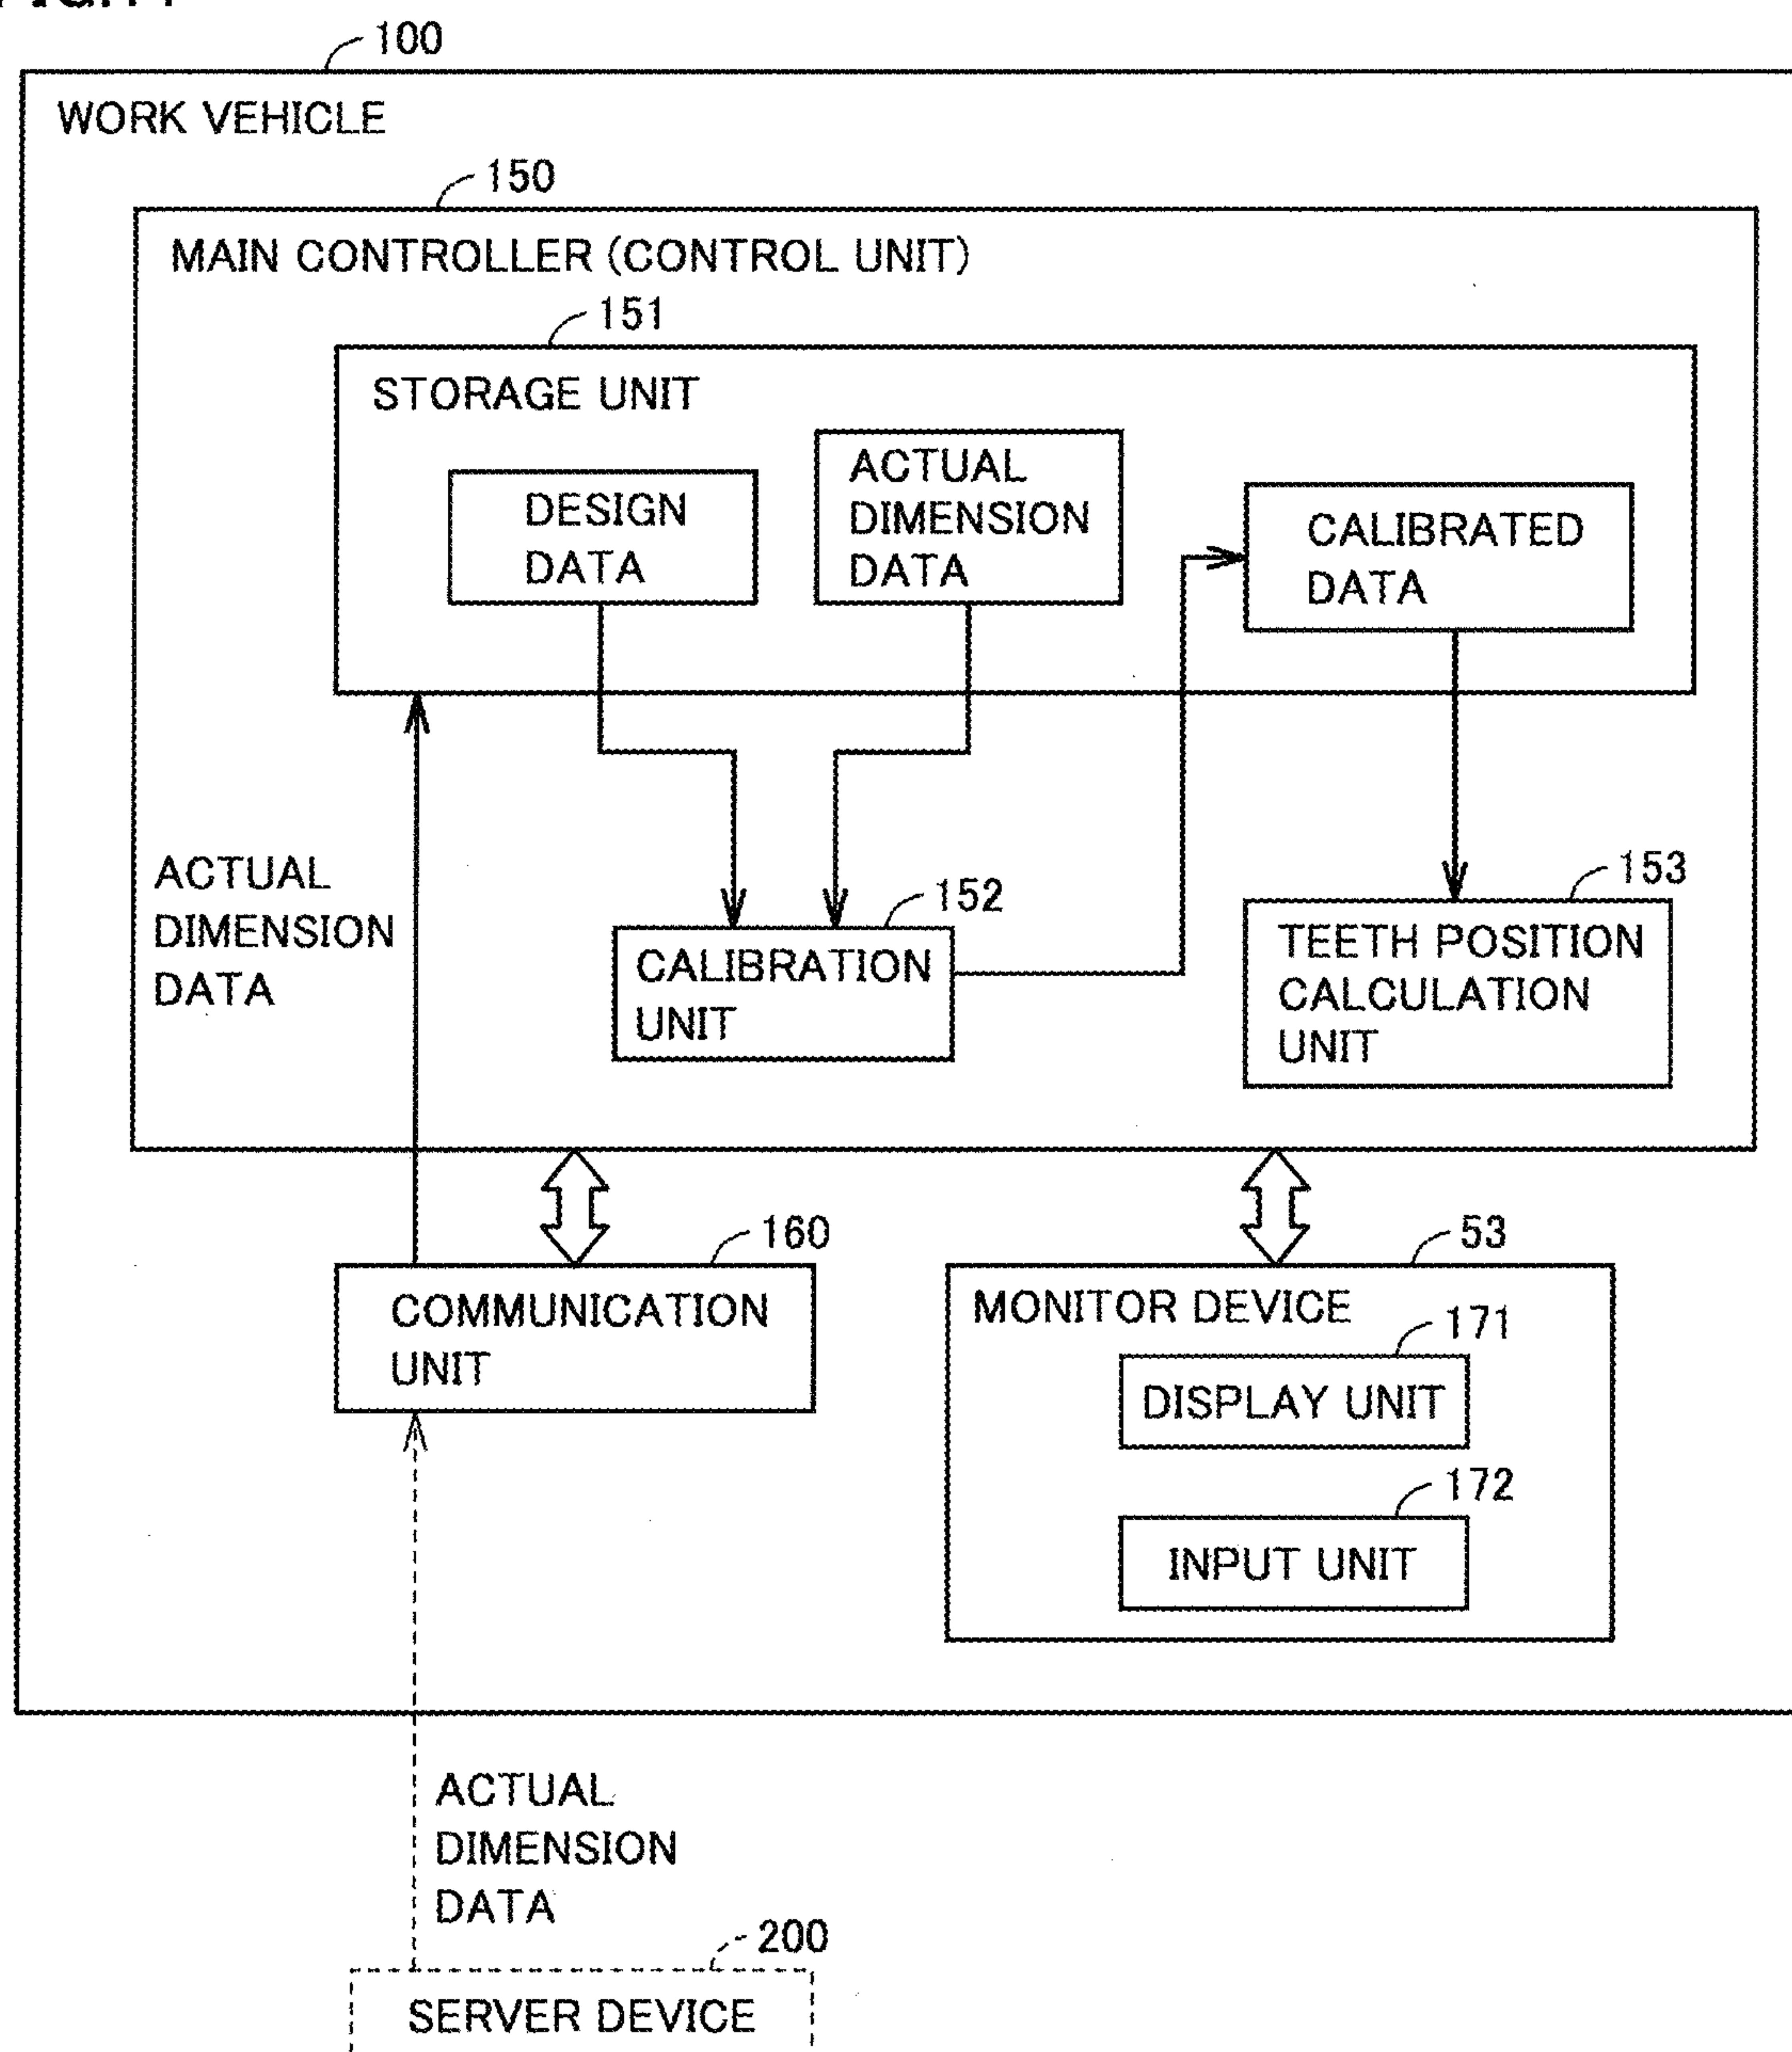 100
WORK VEHICLE
150
MAIN CONTROLLER (CONTROL UNIT)
151
STORAGE UNIT
DESIGN
DATA
ACTUAL
DIMENSION
DATA
CALIBRATED
DATA
ACTUAL
DIMENSION
DATA
152
CALIBRATION
UNIT
153
TEETH POSITION
CALCULATION
UNIT
160
COMMUNICATION
UNIT
53
MONITOR DEVICE
171
DISPLAY UNIT
172
INPUT UNIT
ACTUAL
DIMENSION
DATA
200
SERVER DEVICE